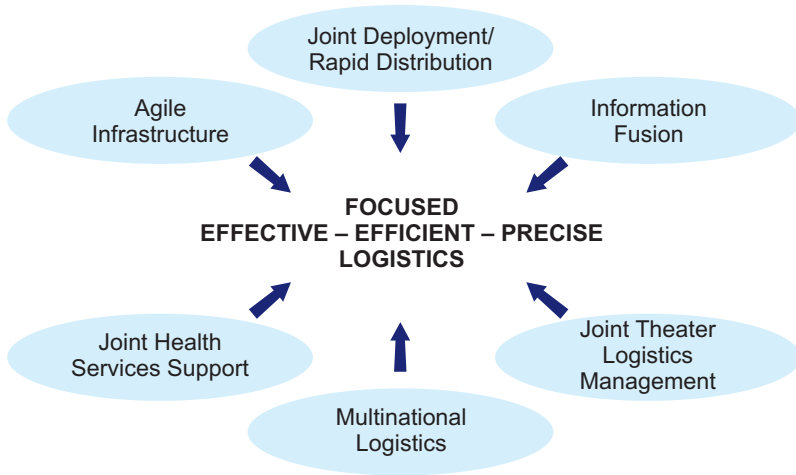 Joint Deployment/
Rapid Distribution
Agile
Infrastructure
Information
Fusion
FOCUSED
EFFECTIVE – EFFICIENT – PRECISE
LOGISTICS
Joint Health
Services Support
Joint Theater
Logistics
Management
Multinational
Logistics